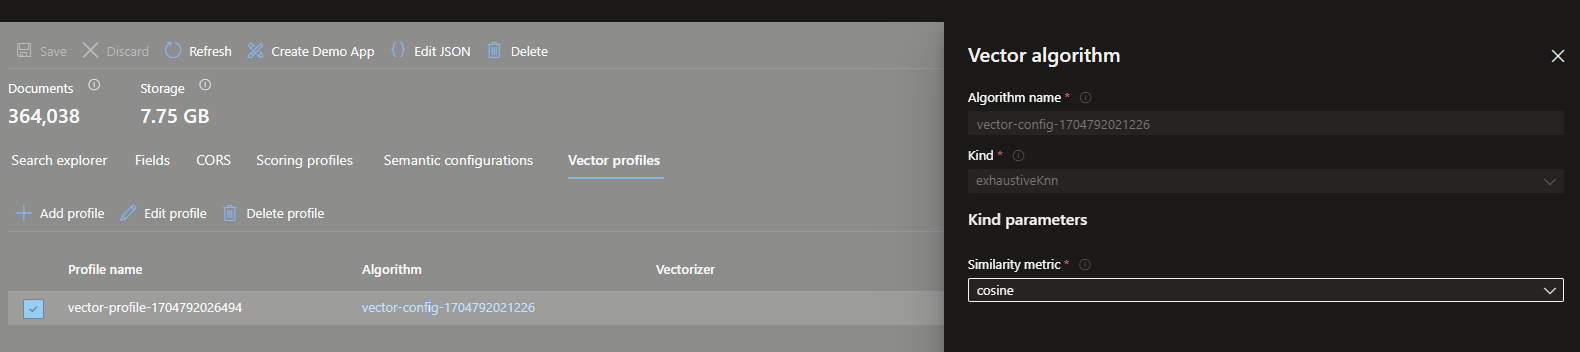 Save Discard Refresh Create Demo App Edit JSON Delete
Documents Storage
364,038 7.75 GB
Search explorer Fields CORS Scoring profiles Semantic configurations Vector profiles
Add profile Edit profile Delete profile
Profile name Algorithm Vectorizer
vector-profile-1704792026494 vector-config-1704792021226
Vector algorithm
Algorithm name *
vector-config-1704792021226
Kind *
exhaustiveKnn
Kind parameters
Similarity metric *
cosine